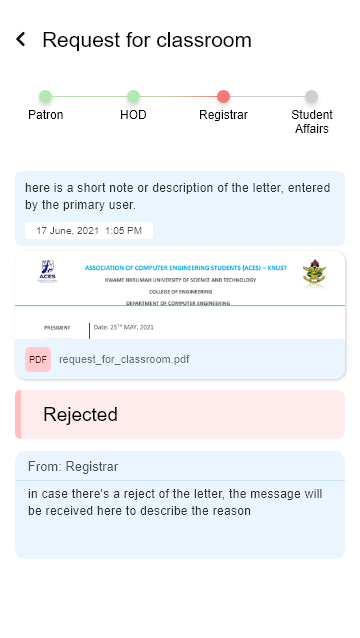 Request for classroom
Patron
HOD
Registrar
Student
Affairs
here is a short note or description of the letter, entered
by the primary user.
17 June, 2021 1:05 PM
ACES
ASSOCIATION OF COMPUTER ENGINEERING STUDENTS (ACES) – KNUST
KWAME NKRUMAH UNIVERSITY OF SCIENCE AND TECHNOLOGY
COLLEGE OF ENGINEERING
DEPARTMENT OF COMPUTER ENGINEERING
PRESIDENT
Date: 25TH MAY, 2021
PDF
request_for_classroom.pdf
Rejected
From: Registrar
in case there's a reject of the letter, the message will
be received here to describe the reason